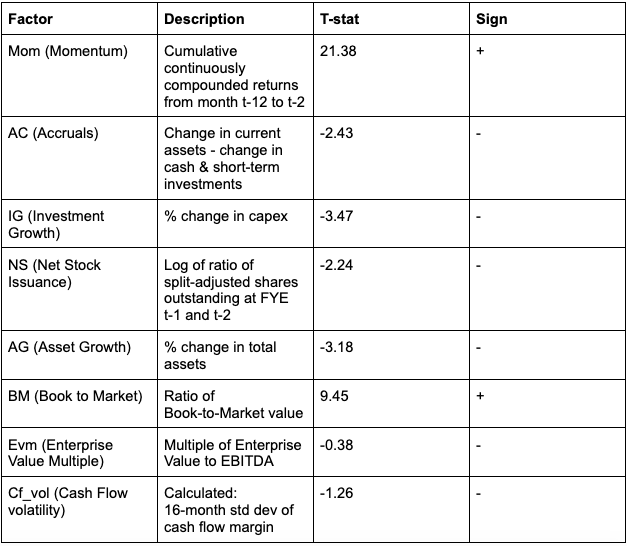 Factor Description T-stat Sign
Mom (Momentum) Cumulative 21.38 +
continuously
compounded returns
from month t-12 to t-2
AC (Accruals) Change in current -2.43 -
assets - change in
cash & short-term
investments
IG (Investment % change in capex -3.47 -
Growth)
NS (Net Stock Log of ratio of -2.24 -
Issuance) split-adjusted shares
outstanding at FYE
t-1 and t-2
AG (Asset Growth) % change in total -3.18 -
assets
BM (Book to Market) Ratio of 9.45 +
Book-to-Market value
Evm (Enterprise Multiple of Enterprise -0.38 -
Value Multiple) Value to EBITDA
Cf_vol (Cash Flow Calculated: -1.26 -
volatility) 16-month std dev of
cash flow margin